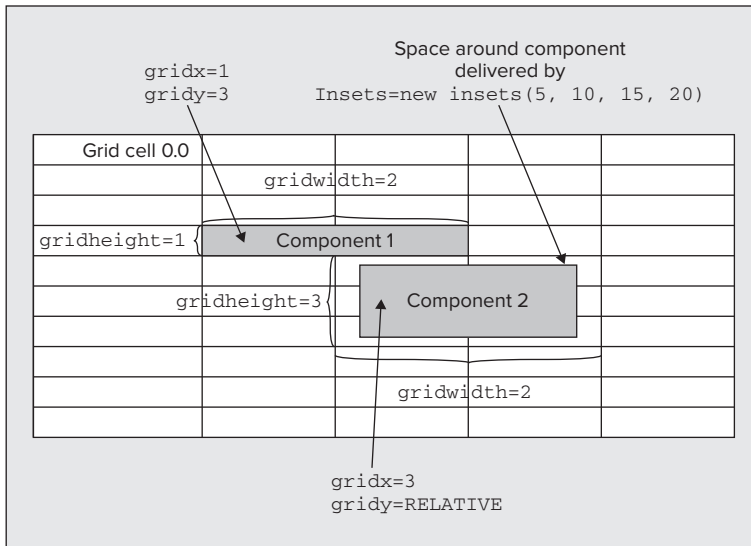 gridx=1
gridy=3
Space around component
delivered by
Insets=new insets(5, 10, 15, 20)
Grid cell 0.0
gridwidth=2
gridheight=1
Component 1
gridheight=3
Component 2
gridwidth=2
gridx=3
gridy=RELATIVE